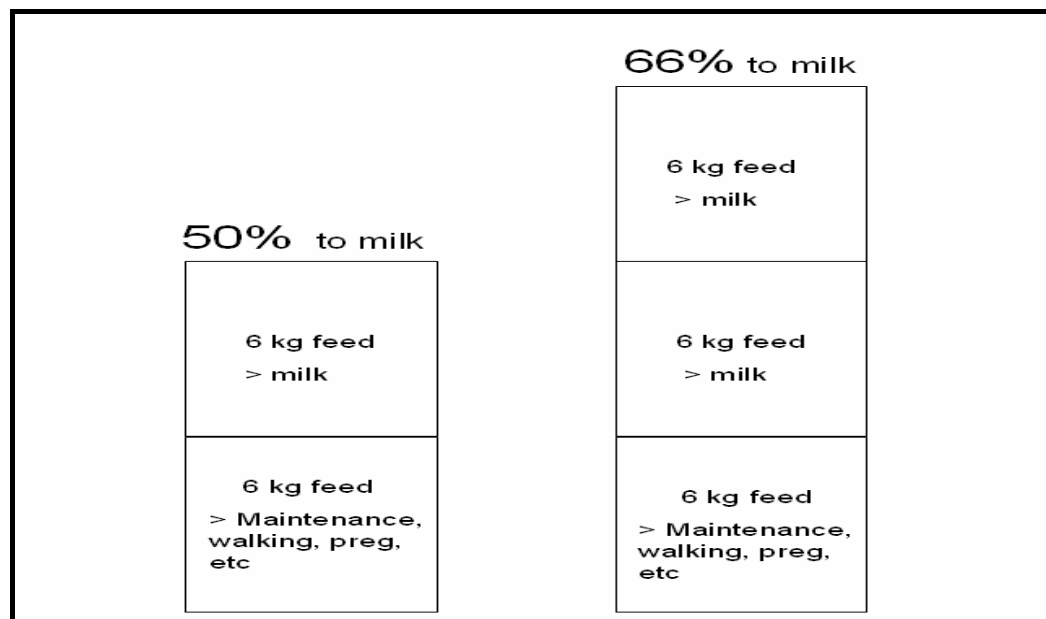 66% to milk
6 kg feed
> milk
50% to milk
6 kg feed
> milk
6 kg feed
> milk
6 kg feed
> Maintenance,
walking, preg,
etc
6 kg feed
> Maintenance,
walking, preg,
etc